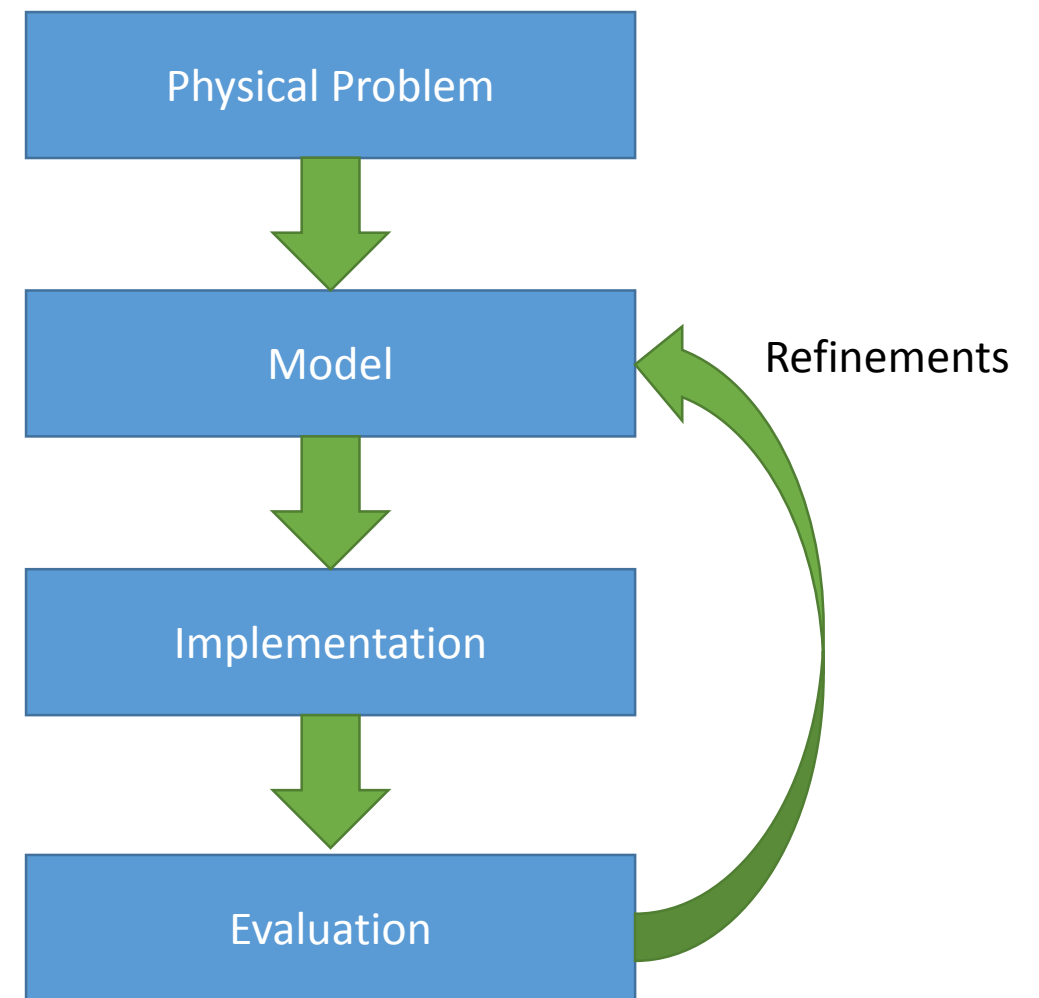 Physical Problem
Model
Refinements
Implementation
Evaluation